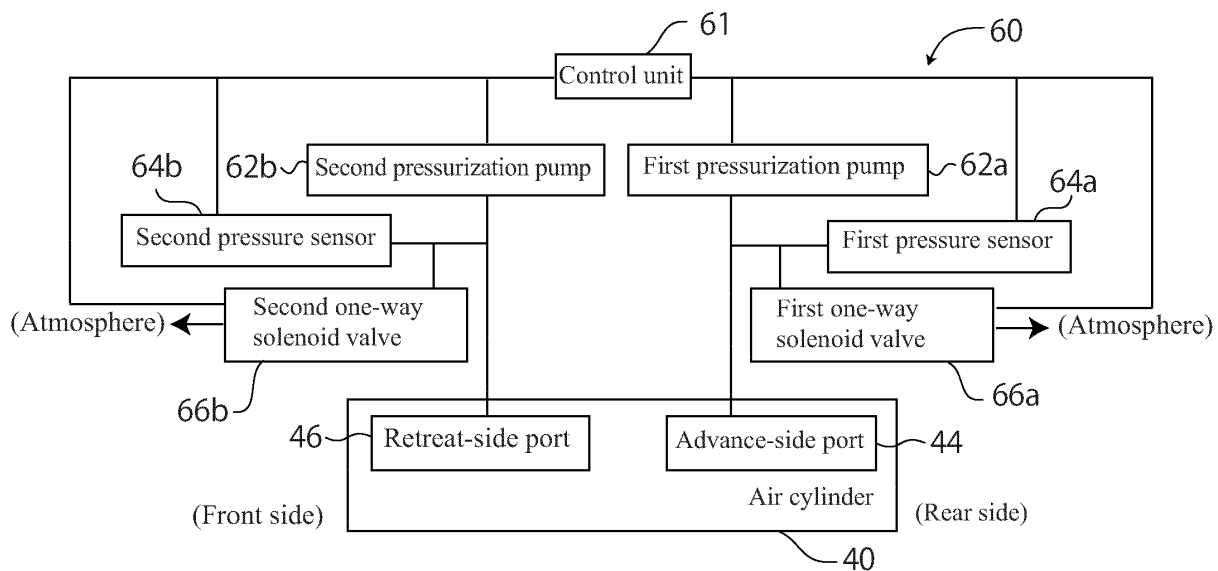 61
60
Control unit
64b
62b
Second pressurization pump
First pressurization pump
62a
64a
Second pressure sensor
First pressure sensor
(Atmosphere)
Second one-way
solenoid valve
First one-way
solenoid valve
(Atmosphere)
66b
66a
46
Retreat-side port
Advance-side port
44
Air cylinder
(Front side)
(Rear side)
40